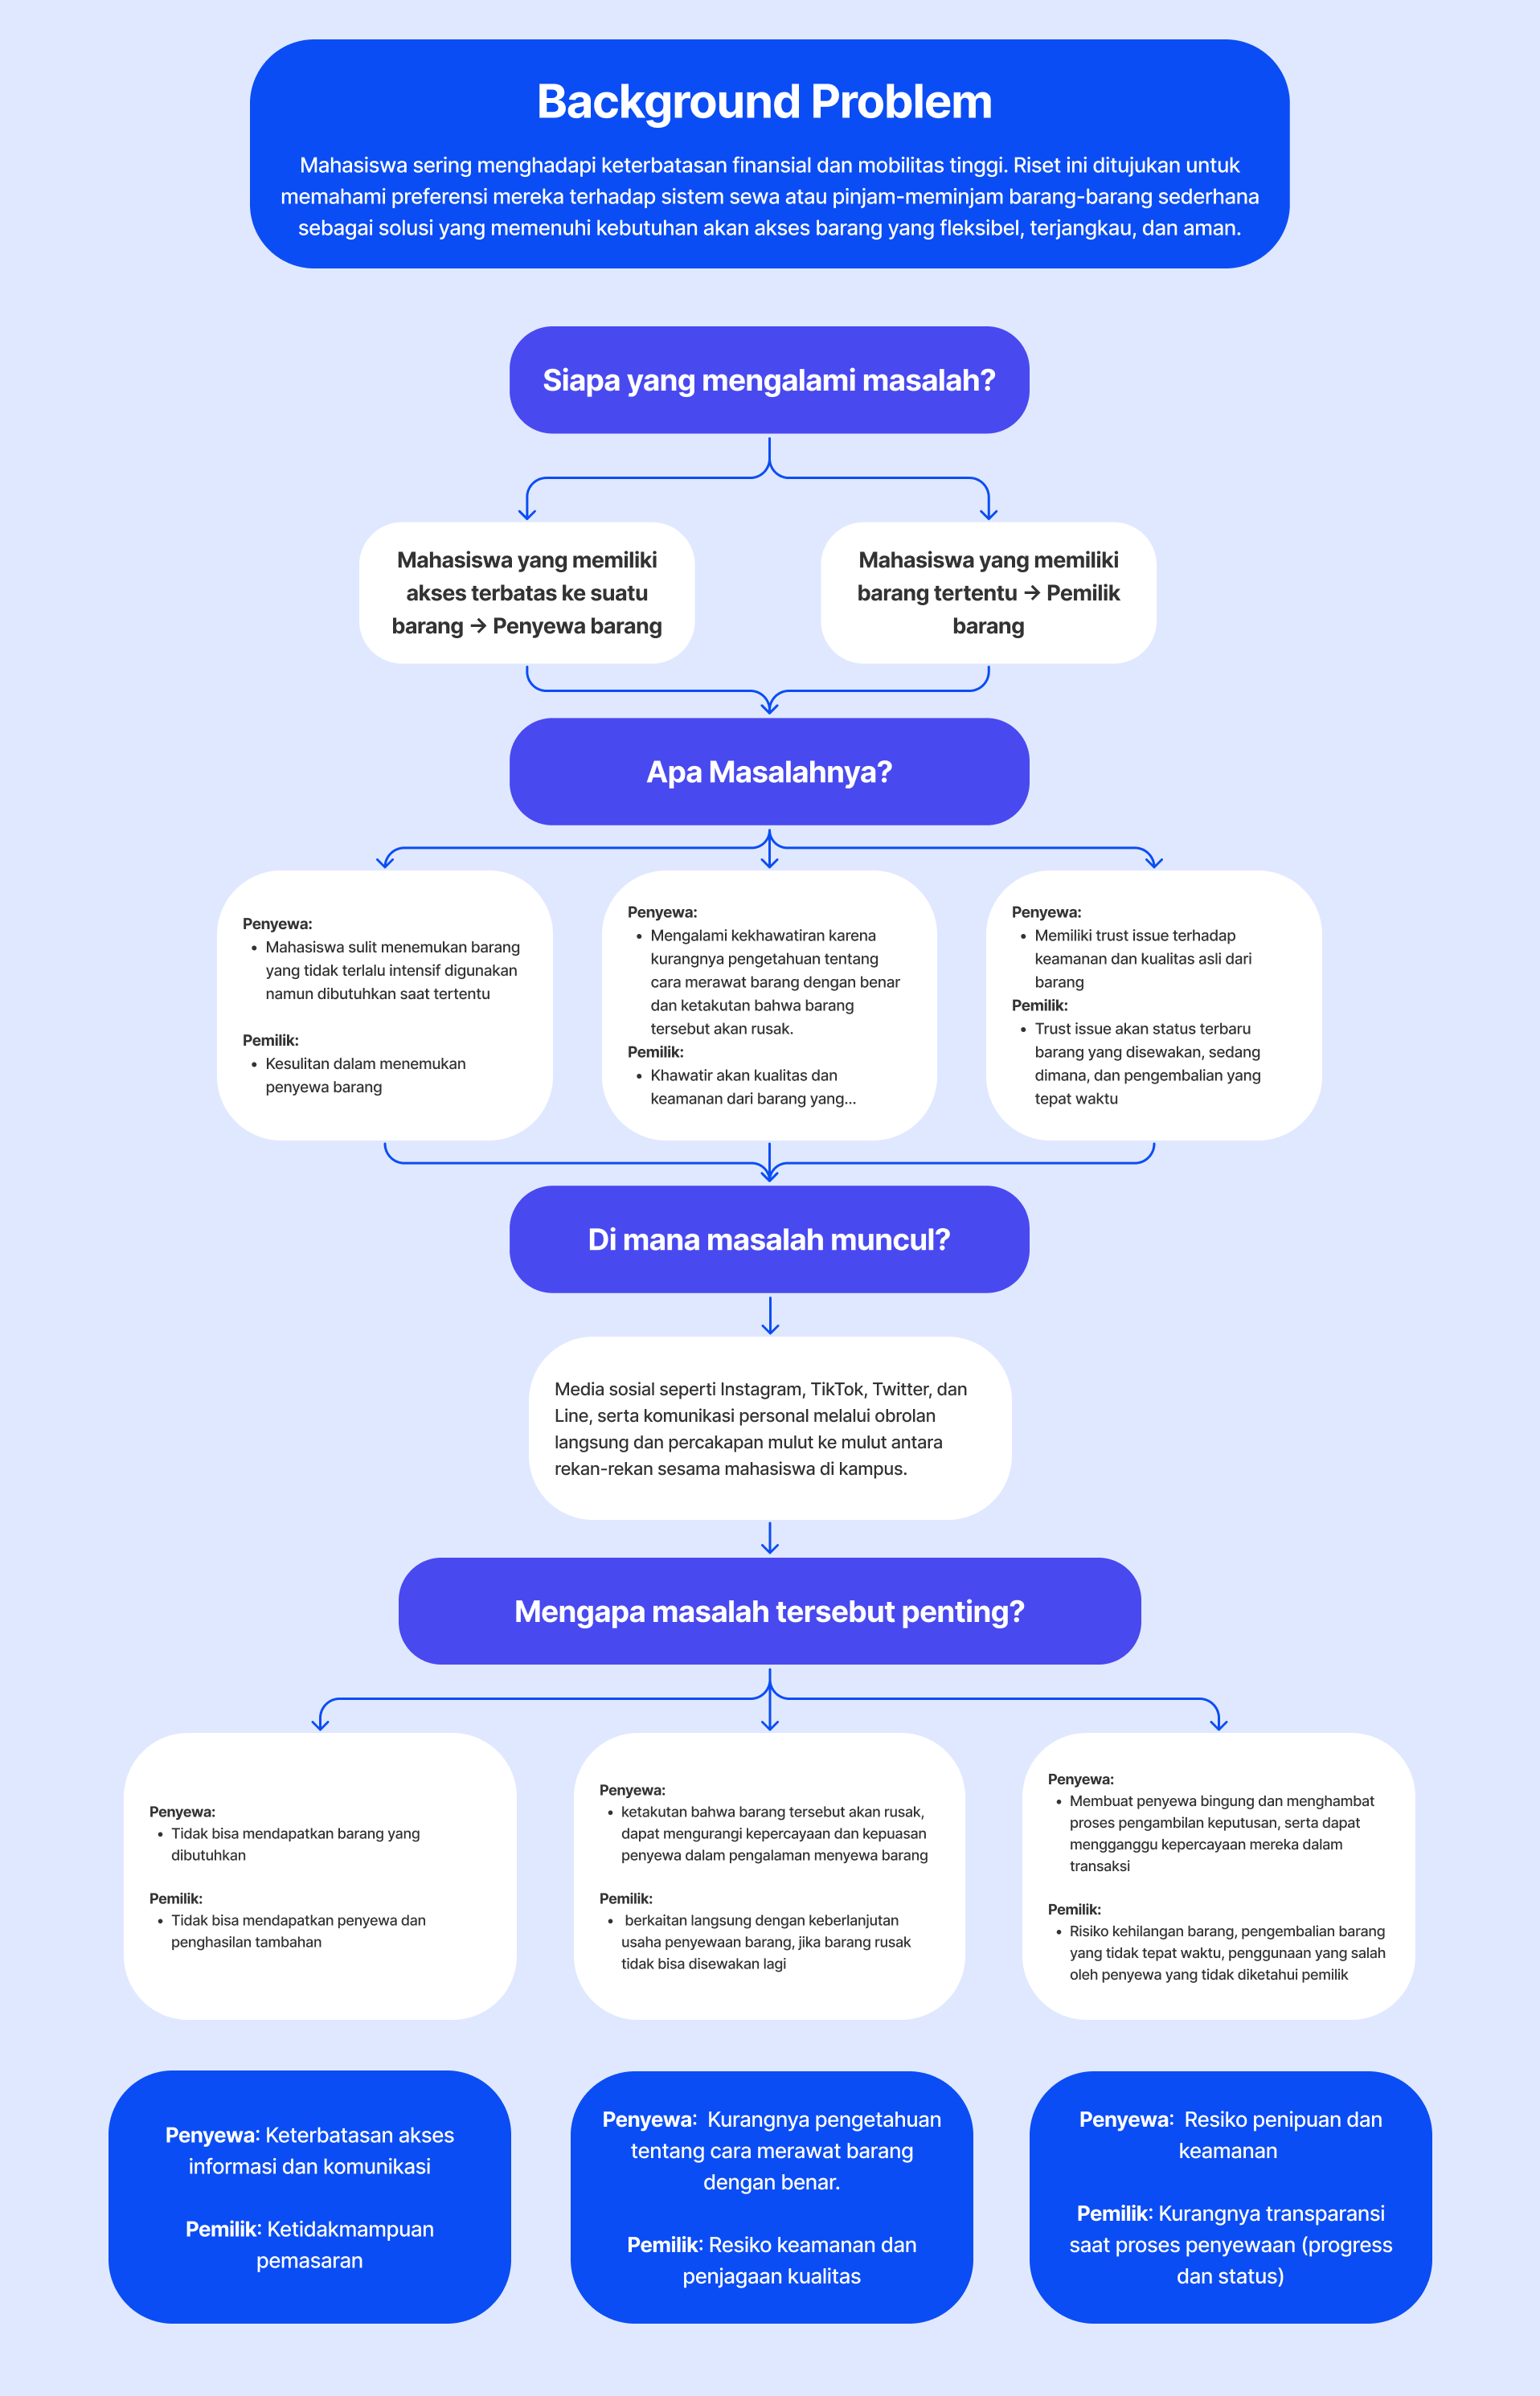 Background Problem
Mahasiswa sering menghadapi keterbatasan finansial dan mobilitas tinggi. Riset ini ditujukan untuk
memahami preferensi mereka terhadap sistem sewa atau pinjam-meminjam barang-barang sederhana
sebagai solusi yang memenuhi kebutuhan akan akses barang yang fleksibel, terjangkau, dan aman.
Siapa yang mengalami masalah?
Mahasiswa yang memiliki
akses terbatas ke suatu
barang → Penyewa barang
Mahasiswa yang memiliki
barang tertentu → Pemilik
barang
Apa Masalahnya?
Penyewa:
• Mahasiswa sulit menemukan barang
yang tidak terlalu intensif digunakan
namun dibutuhkan saat tertentu
Pemilik:
• Kesulitan dalam menemukan
penyewa barang
Penyewa:
• Mengalami kekhawatiran karena
kurangnya pengetahuan tentang
cara merawat barang dengan benar
dan ketakutan bahwa barang
tersebut akan rusak.
Pemilik:
• Khawatir akan kualitas dan
keamanan dari barang yang...
Penyewa:
• Memiliki trust issue terhadap
keamanan dan kualitas asli dari
barang
Pemilik:
• Trust issue akan status terbaru
barang yang disewakan, sedang
dimana, dan pengembalian yang
tepat waktu
Di mana masalah muncul?
Media sosial seperti Instagram, TikTok, Twitter, dan
Line, serta komunikasi personal melalui obrolan
langsung dan percakapan mulut ke mulut antara
rekan-rekan sesama mahasiswa di kampus.
Mengapa masalah tersebut penting?
Penyewa:
• Tidak bisa mendapatkan barang yang
dibutuhkan
Pemilik:
• Tidak bisa mendapatkan penyewa dan
penghasilan tambahan
Penyewa:
• ketakutan bahwa barang tersebut akan rusak,
dapat mengurangi kepercayaan dan kepuasan
penyewa dalam pengalaman menyewa barang
Pemilik:
• berkaitan langsung dengan keberlanjutan
usaha penyewaan barang, jika barang rusak
tidak bisa disewakan lagi
Penyewa:
• Membuat penyewa bingung dan menghambat
proses pengambilan keputusan, serta dapat
mengganggu kepercayaan mereka dalam
transaksi
Pemilik:
• Risiko kehilangan barang, pengembalian barang
yang tidak tepat waktu, penggunaan yang salah
oleh penyewa yang tidak diketahui pemilik
Penyewa: Keterbatasan akses
informasi dan komunikasi
Pemilik: Ketidakmampuan
pemasaran
Penyewa: Kurangnya pengetahuan
tentang cara merawat barang
dengan benar.
Pemilik: Resiko keamanan dan
penjagaan kualitas
Penyewa: Resiko penipuan dan
keamanan
Pemilik: Kurangnya transparansi
saat proses penyewaan (progress
dan status)